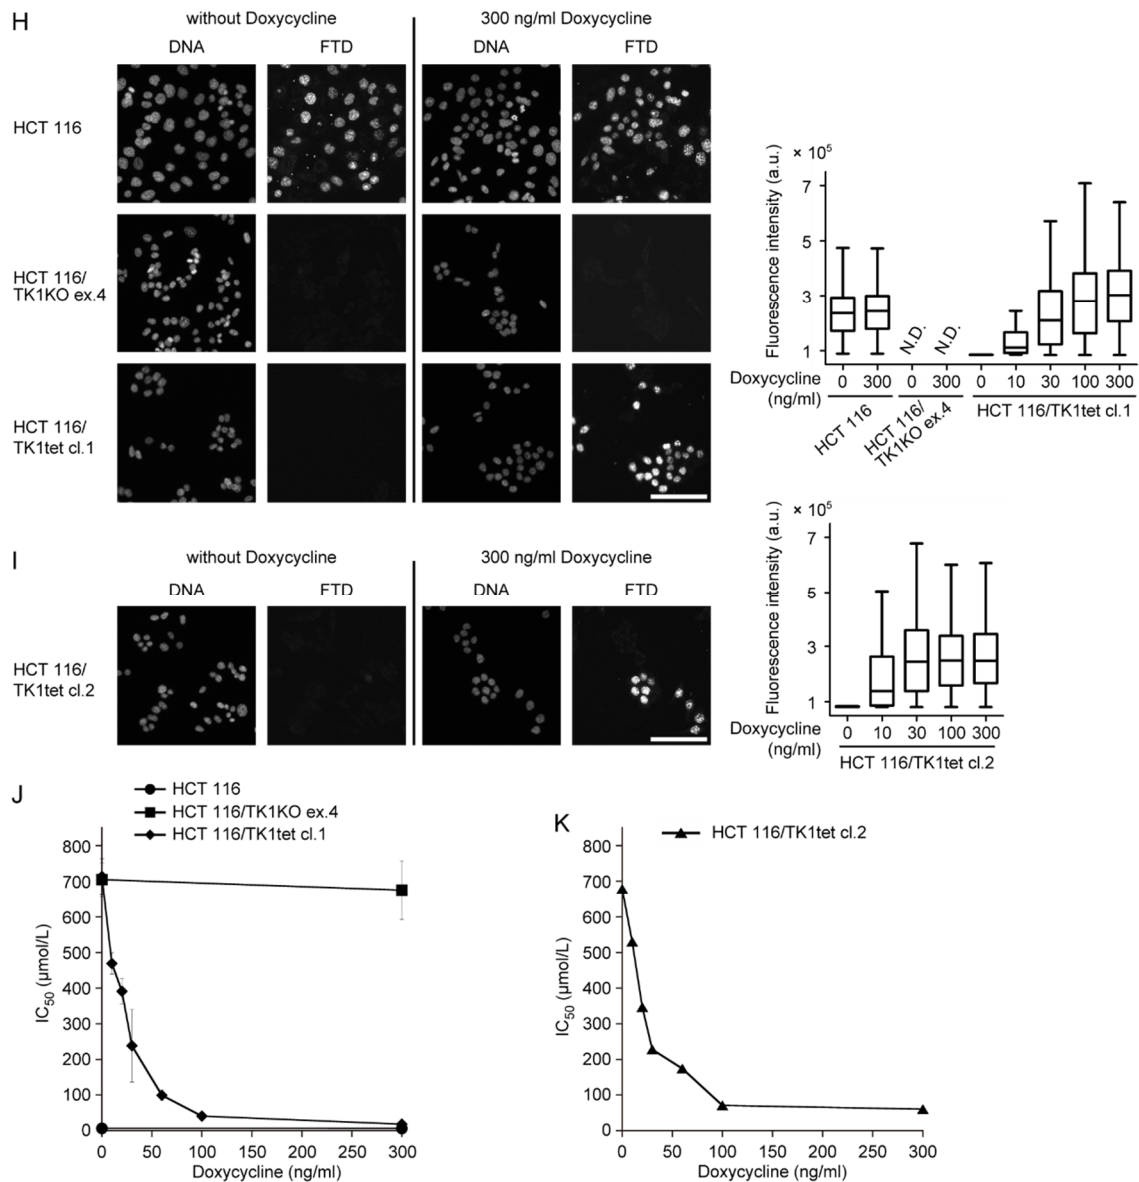 H
without Doxycycline
300 ng/ml Doxycycline
DNA
FTD
DNA
FTD
HCT 116
HCT 116/
TK1KO ex.4
HCT 116/
TK1tet cl.1
Fluorescence intensity (a.u.)
× 10⁵
7
5
3
1
N.D.
N.D.
Doxycycline
(ng/ml)
0 300 0 300 0 10 30 100 300
HCT 116
HCT 116/
TK1KO ex.4
HCT 116/TK1tet cl.1
I
without Doxycycline
300 ng/ml Doxycycline
DNA
FTD
DNA
FTD
HCT 116/
TK1tet cl.2
Fluorescence intensity (a.u.)
× 10⁵
7
5
3
1
Doxycycline
(ng/ml)
0 10 30 100 300
HCT 116/TK1tet cl.2
J
HCT 116
HCT 116/TK1KO ex.4
HCT 116/TK1tet cl.1
IC₅₀ (µmol/L)
800
700
600
500
400
300
200
100
0
0 50 100 150 200 250 300
Doxycycline (ng/ml)
K
HCT 116/TK1tet cl.2
IC₅₀ (µmol/L)
800
700
600
500
400
300
200
100
0
0 50 100 150 200 250 300
Doxycycline (ng/ml)